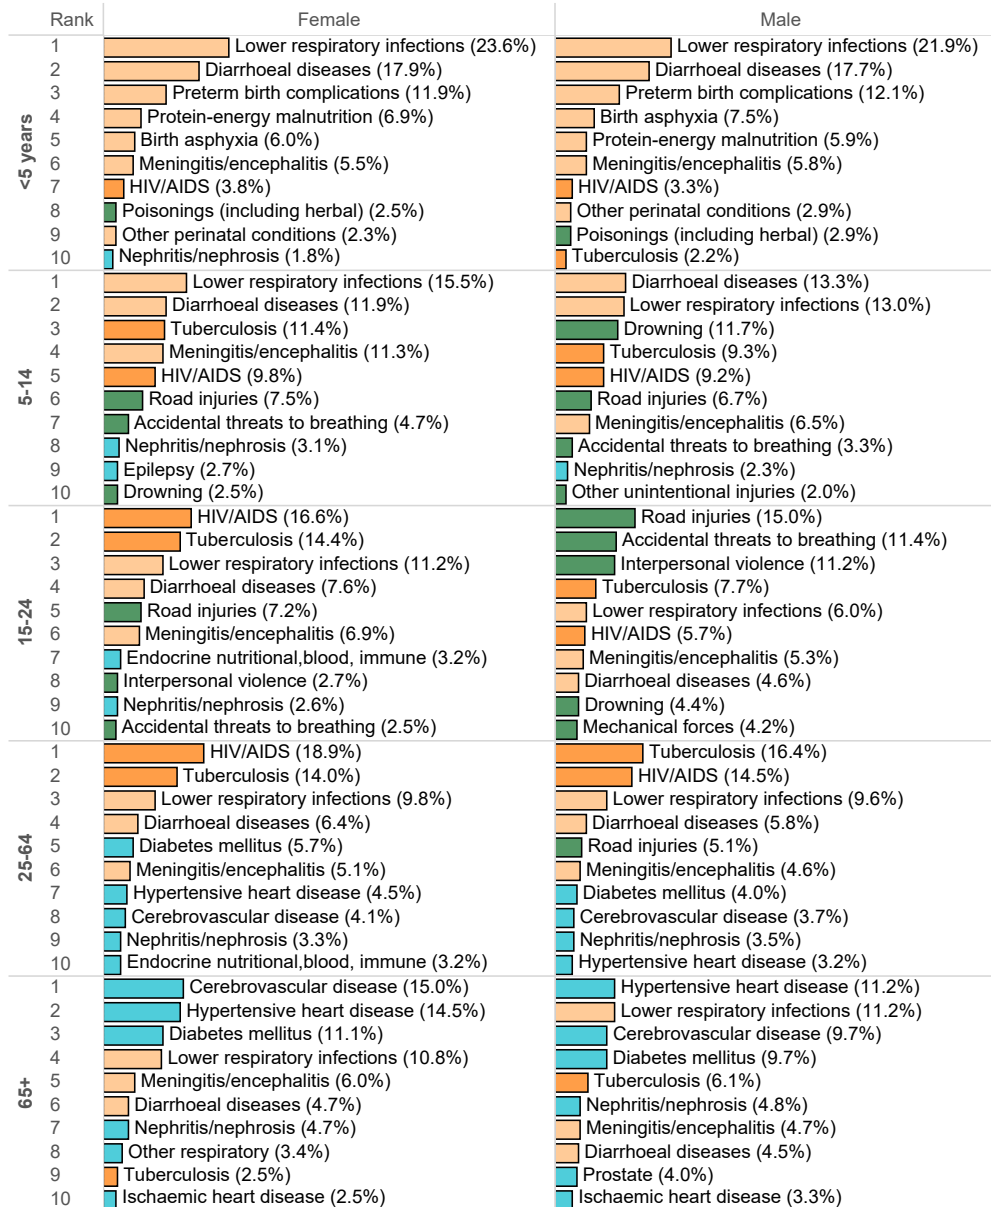 Rank Female Male
<5 years
1 Lower respiratory infections (23.6%) Lower respiratory infections (21.9%)
2 Diarrhoeal diseases (17.9%) Diarrhoeal diseases (17.7%)
3 Preterm birth complications (11.9%) Preterm birth complications (12.1%)
4 Protein-energy malnutrition (6.9%) Birth asphyxia (7.5%)
5 Birth asphyxia (6.0%) Protein-energy malnutrition (5.9%)
6 Meningitis/encephalitis (5.5%) Meningitis/encephalitis (5.8%)
7 HIV/AIDS (3.8%) HIV/AIDS (3.3%)
8 Poisonings (including herbal) (2.5%) Other perinatal conditions (2.9%)
9 Other perinatal conditions (2.3%) Poisonings (including herbal) (2.9%)
10 Nephritis/nephrosis (1.8%) Tuberculosis (2.2%)
5-14
1 Lower respiratory infections (15.5%) Diarrhoeal diseases (13.3%)
2 Diarrhoeal diseases (11.9%) Lower respiratory infections (13.0%)
3 Tuberculosis (11.4%) Drowning (11.7%)
4 Meningitis/encephalitis (11.3%) Tuberculosis (9.3%)
5 HIV/AIDS (9.8%) HIV/AIDS (9.2%)
6 Road injuries (7.5%) Road injuries (6.7%)
7 Accidental threats to breathing (4.7%) Meningitis/encephalitis (6.5%)
8 Nephritis/nephrosis (3.1%) Accidental threats to breathing (3.3%)
9 Epilepsy (2.7%) Nephritis/nephrosis (2.3%)
10 Drowning (2.5%) Other unintentional injuries (2.0%)
15-24
1 HIV/AIDS (16.6%) Road injuries (15.0%)
2 Tuberculosis (14.4%) Accidental threats to breathing (11.4%)
3 Lower respiratory infections (11.2%) Interpersonal violence (11.2%)
4 Diarrhoeal diseases (7.6%) Tuberculosis (7.7%)
5 Road injuries (7.2%) Lower respiratory infections (6.0%)
6 Meningitis/encephalitis (6.9%) HIV/AIDS (5.7%)
7 Endocrine nutritional,blood, immune (3.2%) Meningitis/encephalitis (5.3%)
8 Interpersonal violence (2.7%) Diarrhoeal diseases (4.6%)
9 Nephritis/nephrosis (2.6%) Drowning (4.4%)
10 Accidental threats to breathing (2.5%) Mechanical forces (4.2%)
25-64
1 HIV/AIDS (18.9%) Tuberculosis (16.4%)
2 Tuberculosis (14.0%) HIV/AIDS (14.5%)
3 Lower respiratory infections (9.8%) Lower respiratory infections (9.6%)
4 Diarrhoeal diseases (6.4%) Diarrhoeal diseases (5.8%)
5 Diabetes mellitus (5.7%) Road injuries (5.1%)
6 Meningitis/encephalitis (5.1%) Meningitis/encephalitis (4.6%)
7 Hypertensive heart disease (4.5%) Diabetes mellitus (4.0%)
8 Cerebrovascular disease (4.1%) Cerebrovascular disease (3.7%)
9 Nephritis/nephrosis (3.3%) Nephritis/nephrosis (3.5%)
10 Endocrine nutritional,blood, immune (3.2%) Hypertensive heart disease (3.2%)
65+
1 Cerebrovascular disease (15.0%) Hypertensive heart disease (11.2%)
2 Hypertensive heart disease (14.5%) Lower respiratory infections (11.2%)
3 Diabetes mellitus (11.1%) Cerebrovascular disease (9.7%)
4 Lower respiratory infections (10.8%) Diabetes mellitus (9.7%)
5 Meningitis/encephalitis (6.0%) Tuberculosis (6.1%)
6 Diarrhoeal diseases (4.7%) Nephritis/nephrosis (4.8%)
7 Nephritis/nephrosis (4.7%) Meningitis/encephalitis (4.7%)
8 Other respiratory (3.4%) Diarrhoeal diseases (4.5%)
9 Tuberculosis (2.5%) Prostate (4.0%)
10 Ischaemic heart disease (2.5%) Ischaemic heart disease (3.3%)